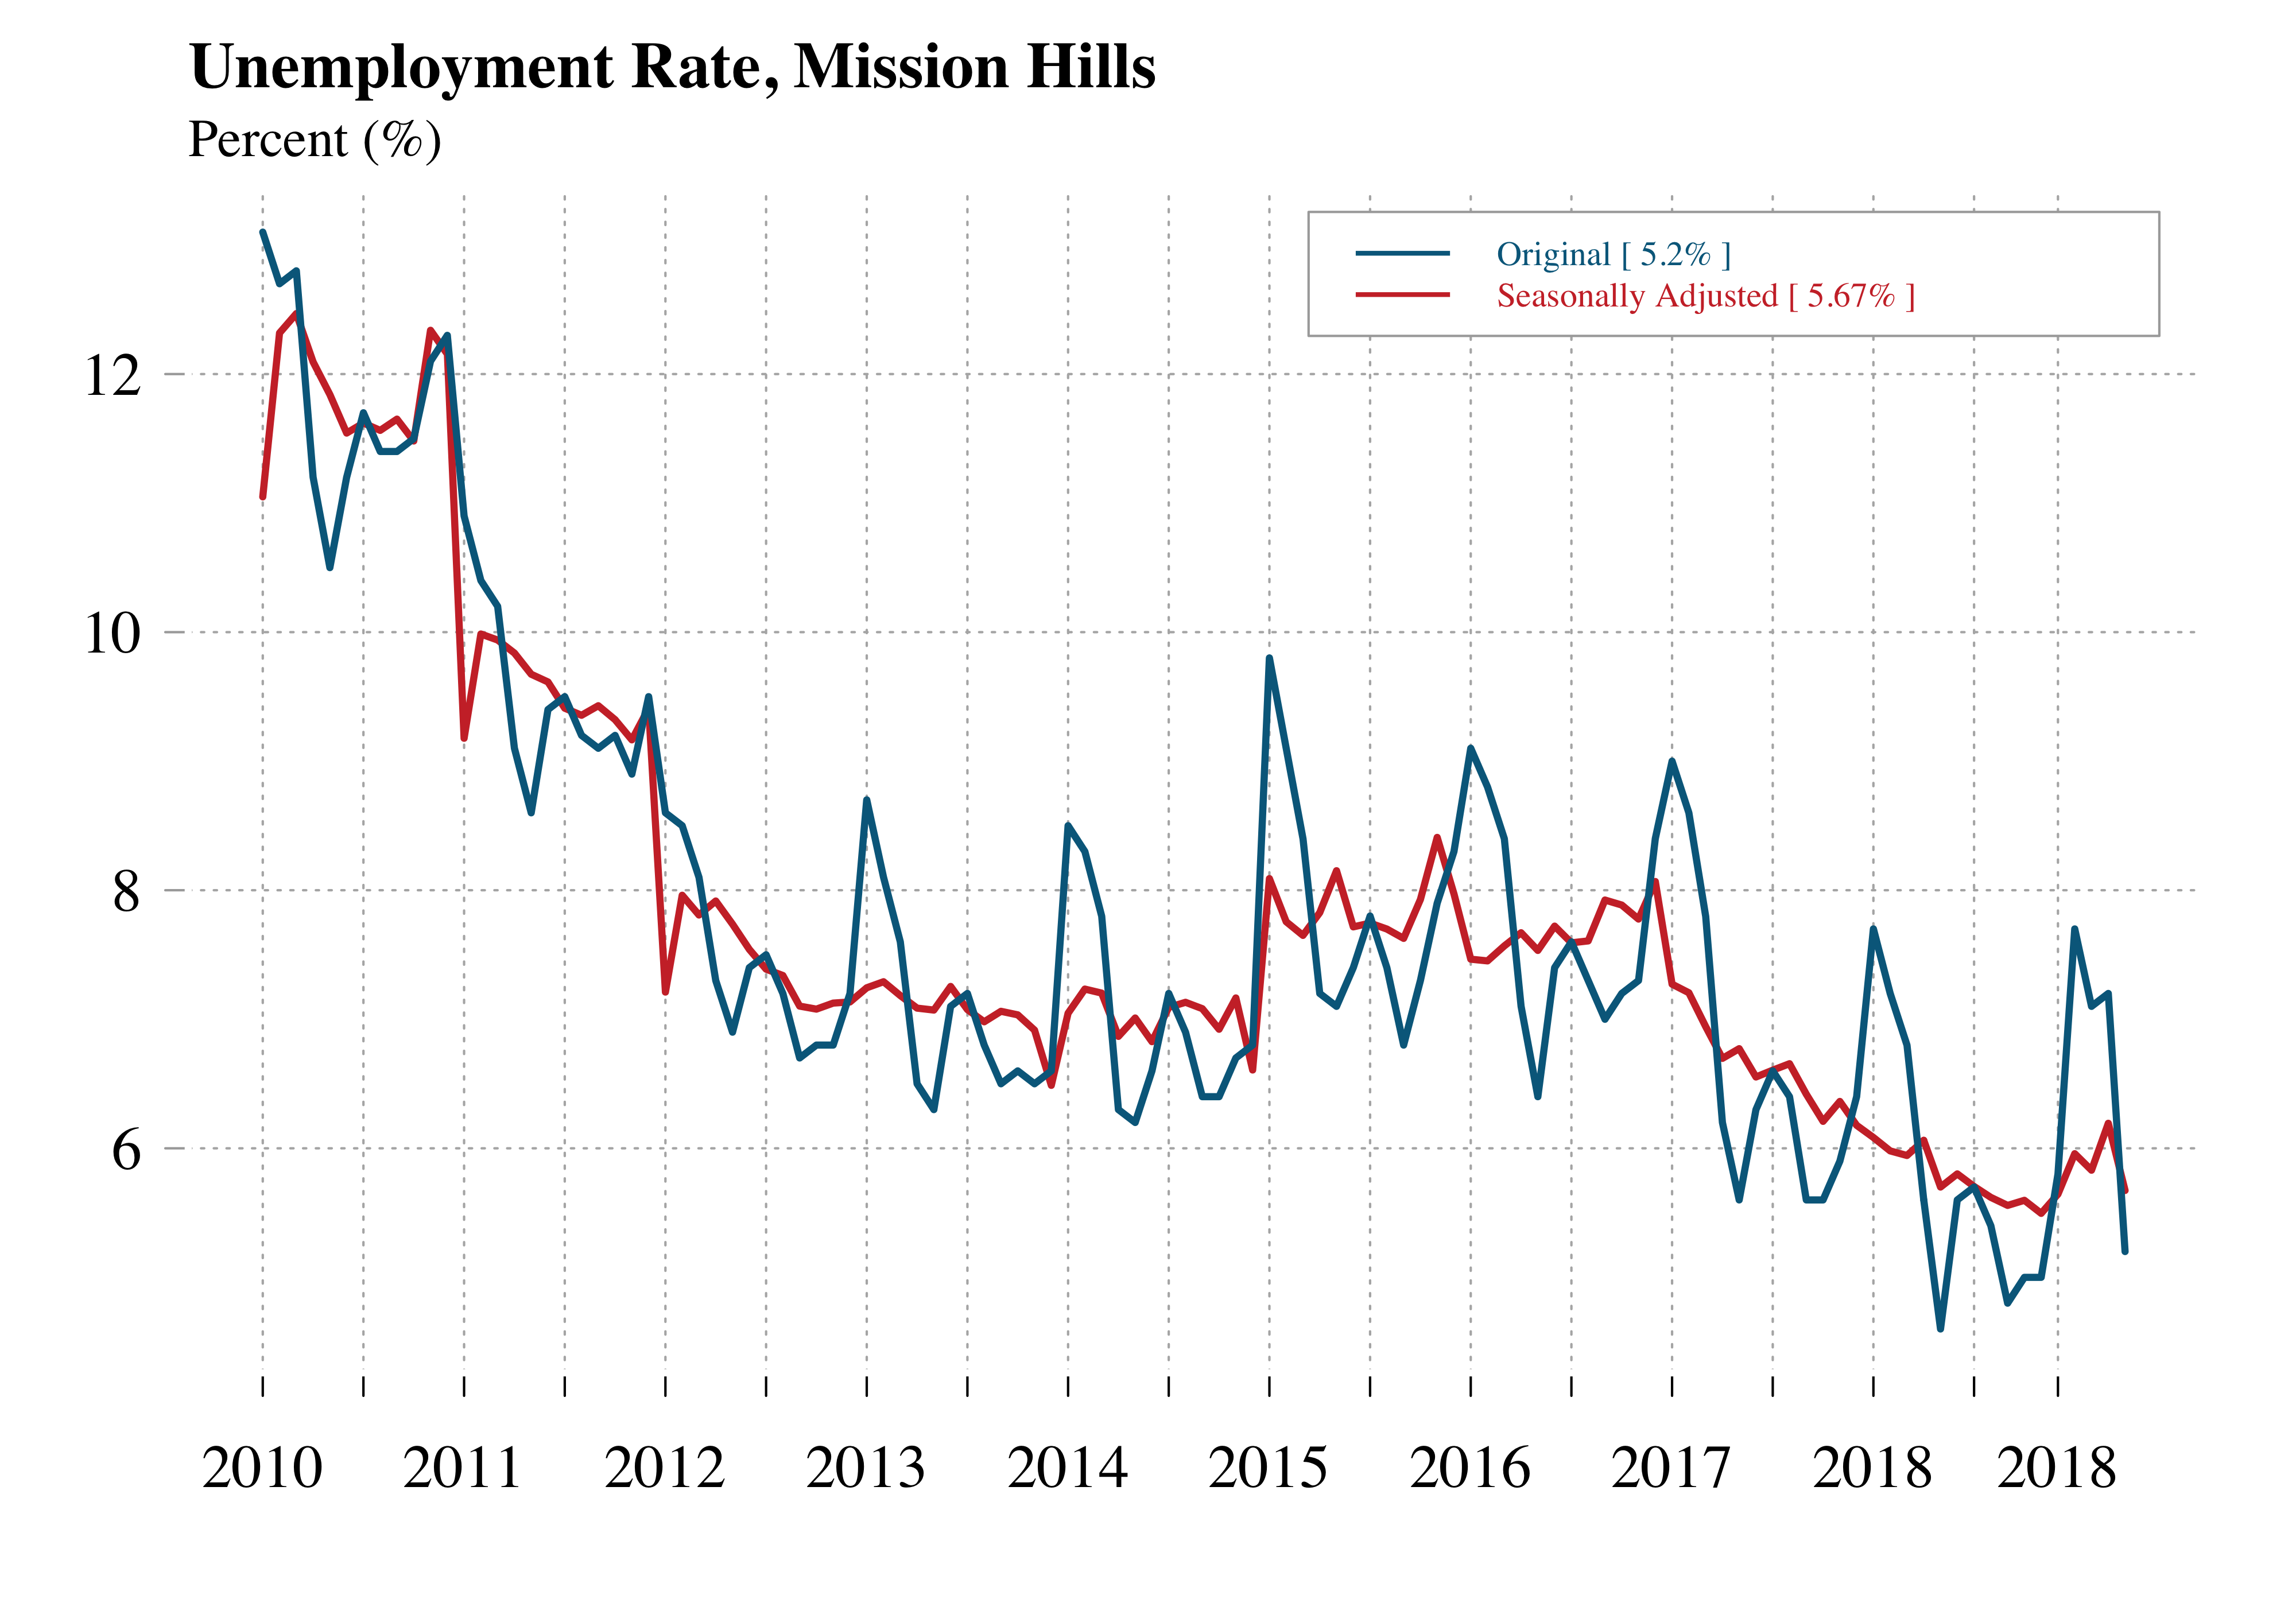 Unemployment Rate, Mission Hills
Percent (%)
Original [ 5.2% ]
Seasonally Adjusted [ 5.67% ]
12
10
8
6
2010 2011 2012 2013 2014 2015 2016 2017 2018 2018